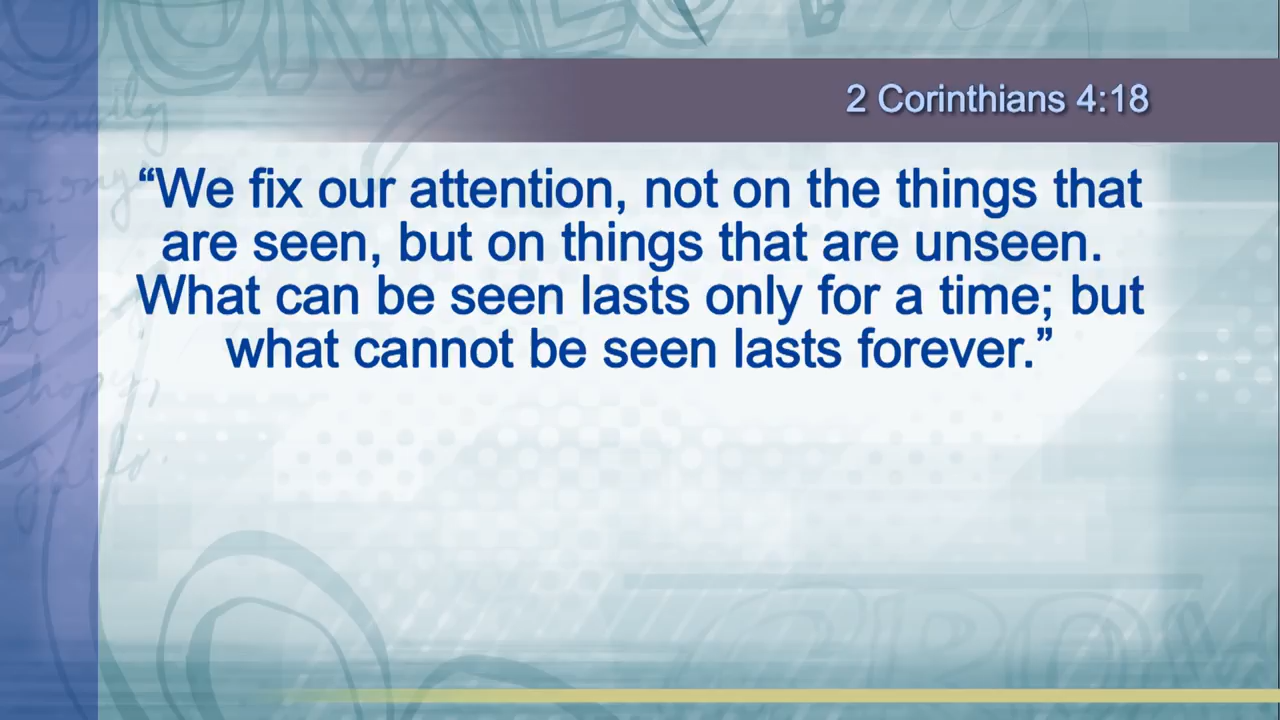 2 Corinthians 4:18
“We fix our attention, not on the things that
are seen, but on things that are unseen.
What can be seen lasts only for a time; but
what cannot be seen lasts forever.”